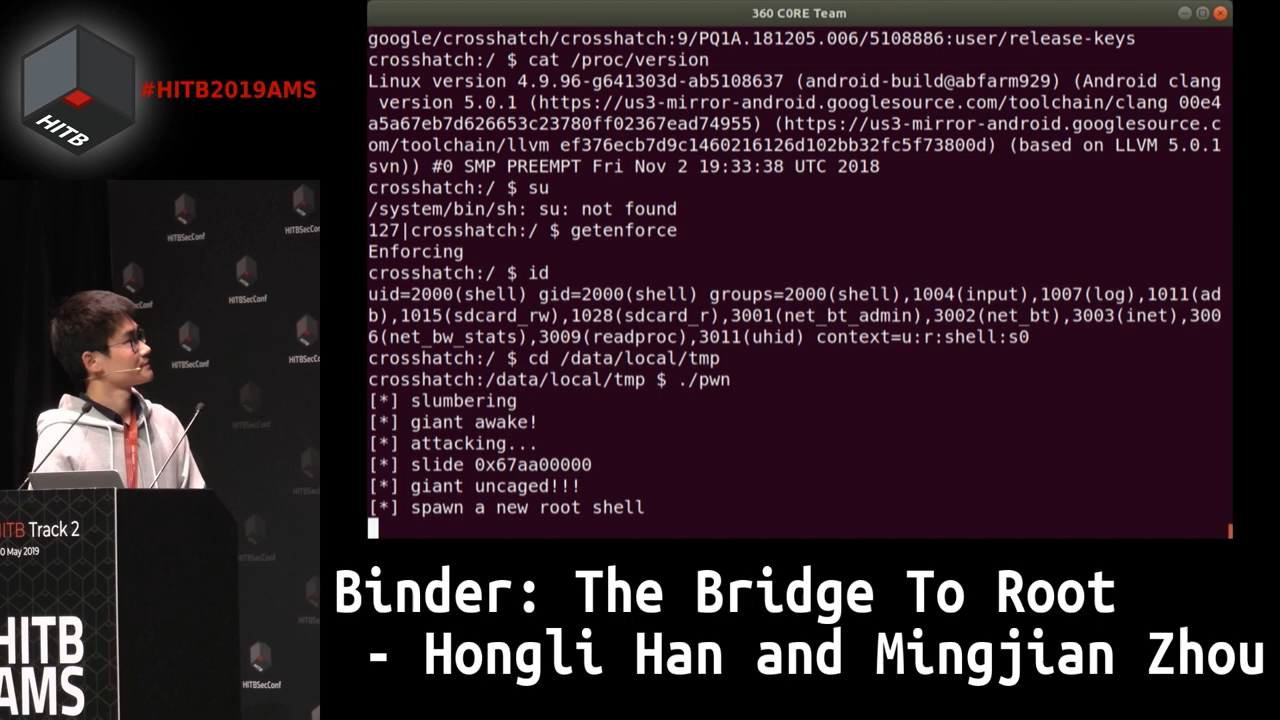 HITB
#HITB2019AMS
360 C0RE Team
google/crosshatch/crosshatch:9/PQ1A.181205.006/5108886:user/release-keys
crosshatch:/ $ cat /proc/version
Linux version 4.9.96-g641303d-ab5108637 (android-build@abfarm929) (Android clang
version 5.0.1 (https://us3-mirror-android.googlesource.com/toolchain/clang 00e4
a5a67eb7d626653c23780ff02367ead74955) (https://us3-mirror-android.googlesource.c
om/toolchain/llvm ef376ecb7d9c1460216126d102bb32fc5f73800d) (based on LLVM 5.0.1
svn)) #0 SMP PREEMPT Fri Nov 2 19:33:38 UTC 2018
crosshatch:/ $ su
/system/bin/sh: su: not found
127|crosshatch:/ $ getenforce
Enforcing
crosshatch:/ $ id
uid=2000(shell) gid=2000(shell) groups=2000(shell),1004(input),1007(log),1011(ad
b),1015(sdcard_rw),1028(sdcard_r),3001(net_bt_admin),3002(net_bt),3003(inet),300
6(net_bw_stats),3009(readproc),3011(uhid) context=u:r:shell:s0
crosshatch:/ $ cd /data/local/tmp
crosshatch:/data/local/tmp $ ./pwn
[*] slumbering
[*] giant awake!
[*] attacking...
[*] slide 0x67aa00000
[*] giant uncaged!!!
[*] spawn a new root shell
HITBSecConf
HITBSecConf
HITBSecConf
HITBSecConf
HITBSecConf
HITB Track 2
0 May 2019
HITB
AMS
Binder: The Bridge To Root
- Hongli Han and Mingjian Zhou